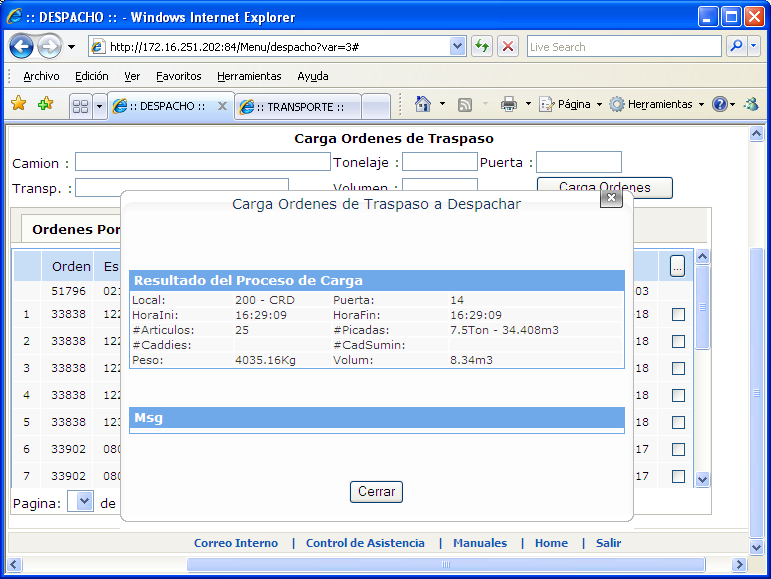 DESPACHO :: - Windows Internet Explorer
http://172.16.251.202:84/Menu/despacho?var=3#
Live Search
Archivo Edición Ver Favoritos Herramientas Ayuda
:: DESPACHO :: X :: TRANSPORTE ::
Página Herramientas
Carga Ordenes de Traspaso
Camion : Tonelaje : Puerta :
Transp. : Volumen : Carga Ordenes
Carga Ordenes de Traspaso a Despachar
Ordenes Por
Orden Es ...
51796 021 03
1 33838 122 18
2 33838 122 18
3 33838 122 18
4 33838 122 18
5 33838 123 18
6 33902 080 17
7 33902 080 17
Resultado del Proceso de Carga
Local: 200 - CRD Puerta: 14
HoraIni: 16:29:09 HoraFin: 16:29:09
#Articulos: 25 #Picadas: 7.5Ton - 34.408m3
#Caddies: #CadSumin:
Peso: 4035.16Kg Volum: 8.34m3
Msg
Cerrar
Pagina: de
Correo Interno | Control de Asistencia | Manuales | Home | Salir